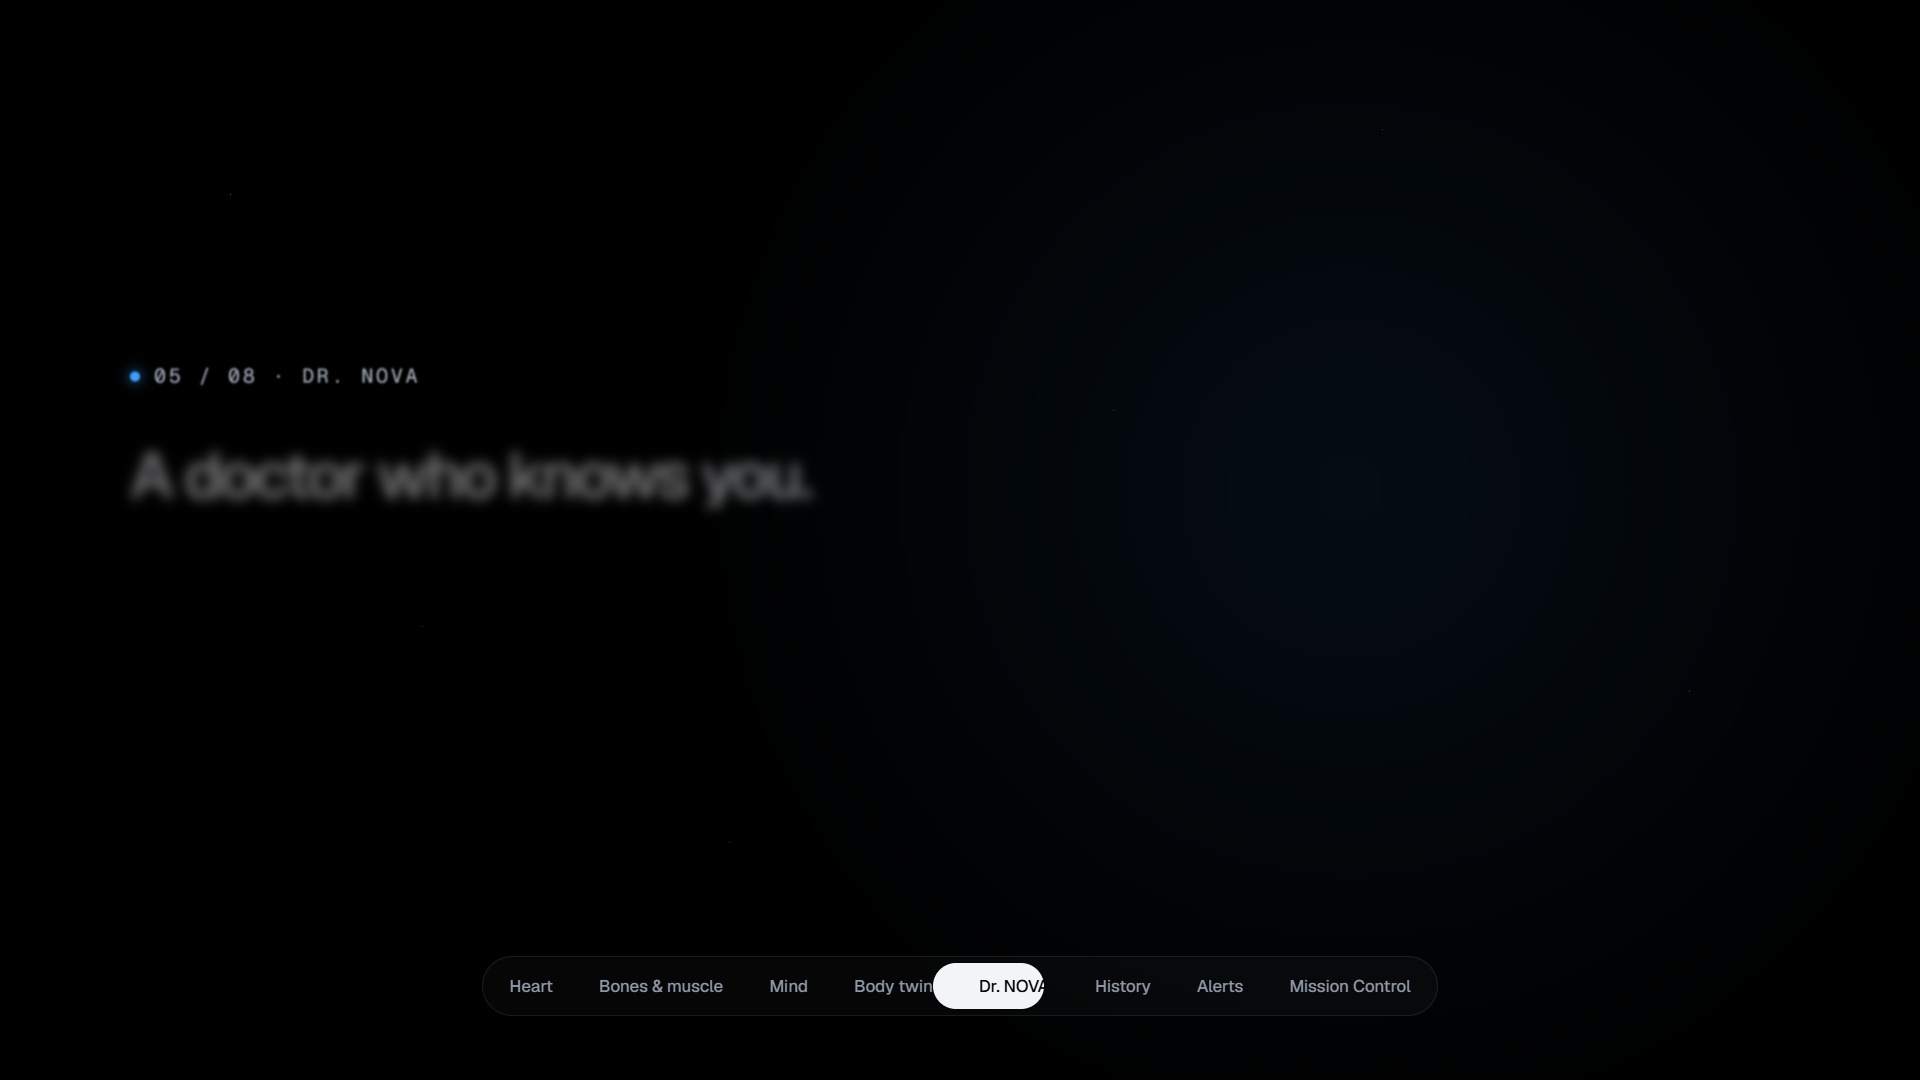 05 / 08 · DR. NOVA
A doctor who knows you.
Heart Bones & muscle Mind Body twin Dr. NOVA History Alerts Mission Control